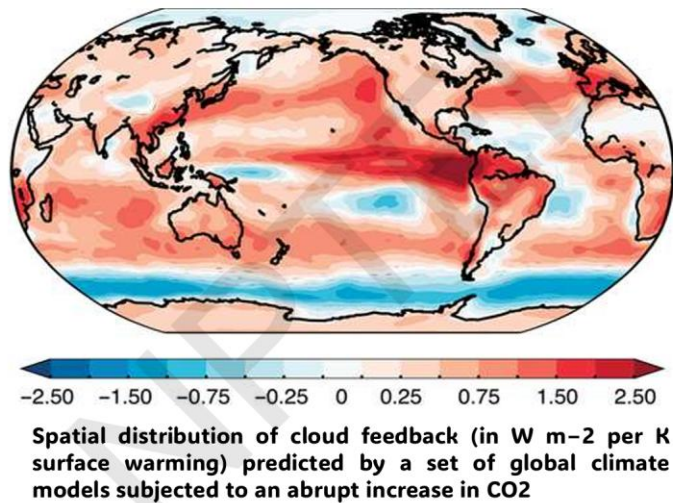 NPTEL
−2.50 −1.50 −0.75 −0.25 0 0.25 0.75 1.50 2.50
Spatial distribution of cloud feedback (in W m−2 per K
surface warming) predicted by a set of global climate
models subjected to an abrupt increase in CO2